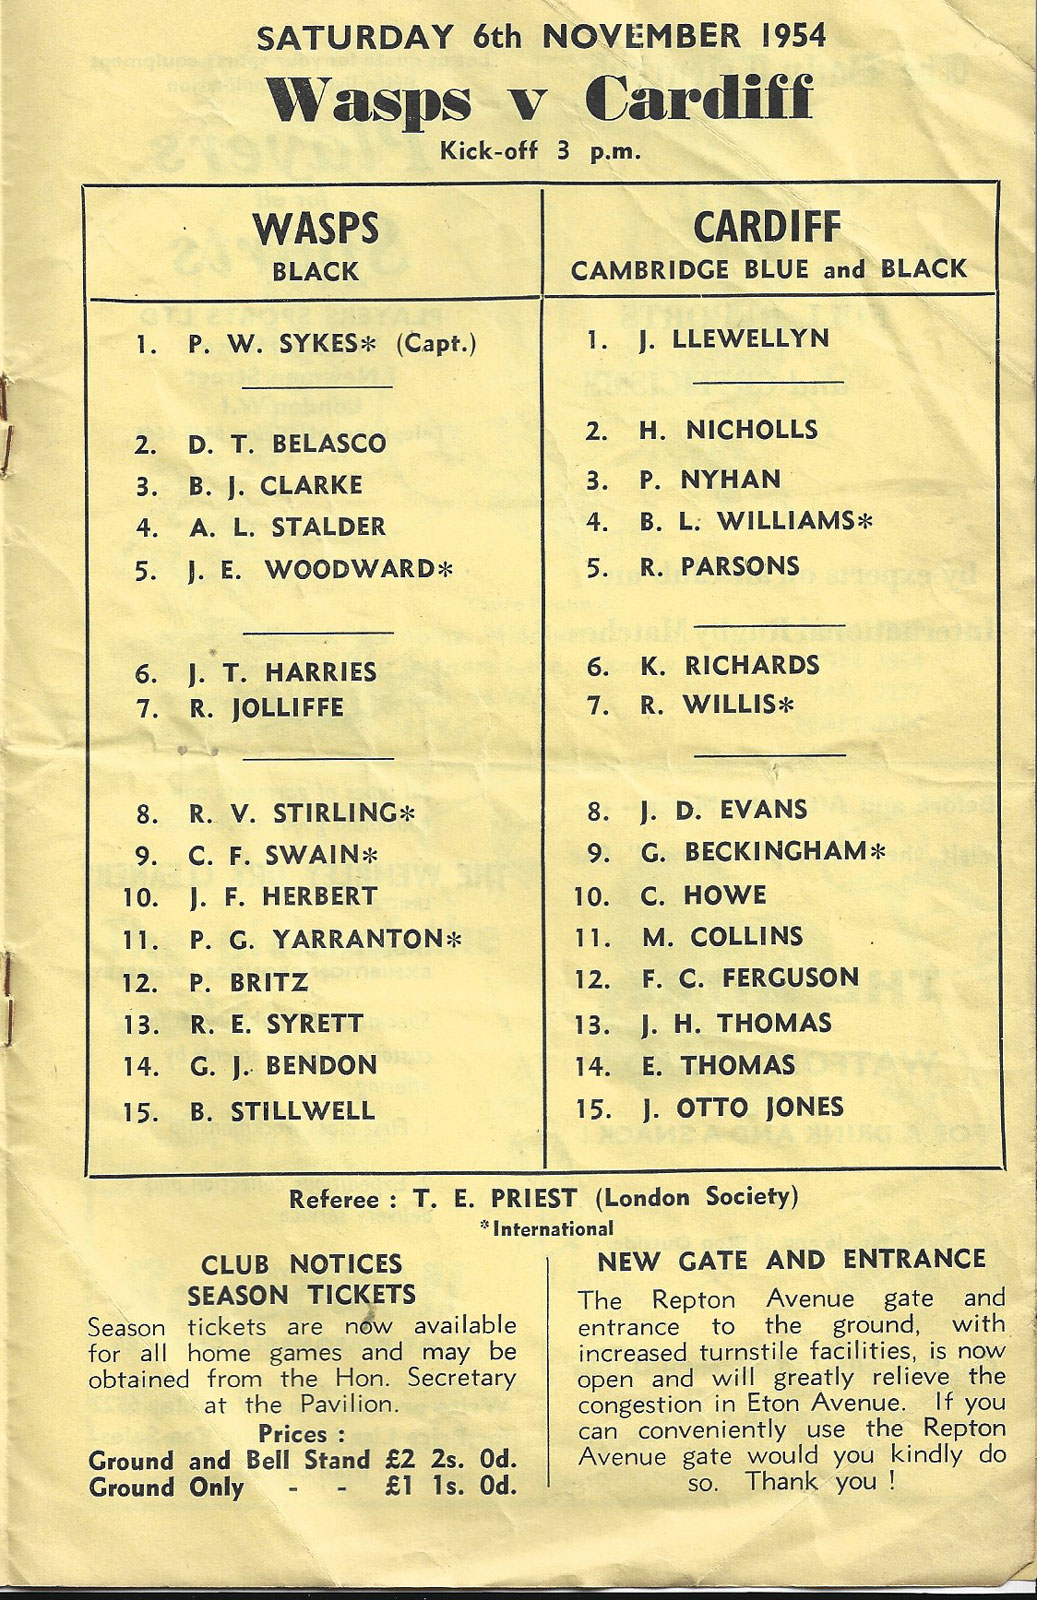 SATURDAY 6th NOVEMBER 1954
Wasps v Cardiff
Kick-off 3 p.m.
WASPS
BLACK
1. P. W. SYKES* (Capt.)
2. D. T. BELASCO
3. B. J. CLARKE
4. A. L. STALDER
5. J. E. WOODWARD*
6. J. T. HARRIES
7. R. JOLLIFFE
8. R. V. STIRLING*
9. C. F. SWAIN*
10. J. F. HERBERT
11. P. G. YARRANTON*
12. P. BRITZ
13. R. E. SYRETT
14. G. J. BENDON
15. B. STILLWELL
CARDIFF
CAMBRIDGE BLUE and BLACK
1. J. LLEWELLYN
2. H. NICHOLLS
3. P. NYHAN
4. B. L. WILLIAMS*
5. R. PARSONS
6. K. RICHARDS
7. R. WILLIS*
8. J. D. EVANS
9. G. BECKINGHAM*
10. C. HOWE
11. M. COLLINS
12. F. C. FERGUSON
13. J. H. THOMAS
14. E. THOMAS
15. J. OTTO JONES
Referee : T. E. PRIEST (London Society)
*International
CLUB NOTICES
SEASON TICKETS
Season tickets are now available
for all home games and may be
obtained from the Hon. Secretary
at the Pavilion.
Prices :
Ground and Bell Stand £2 2s. 0d.
Ground Only - - £1 1s. 0d.
NEW GATE AND ENTRANCE
The Repton Avenue gate and
entrance to the ground, with
increased turnstile facilities, is now
open and will greatly relieve the
congestion in Eton Avenue. If you
can conveniently use the Repton
Avenue gate would you kindly do
so. Thank you !